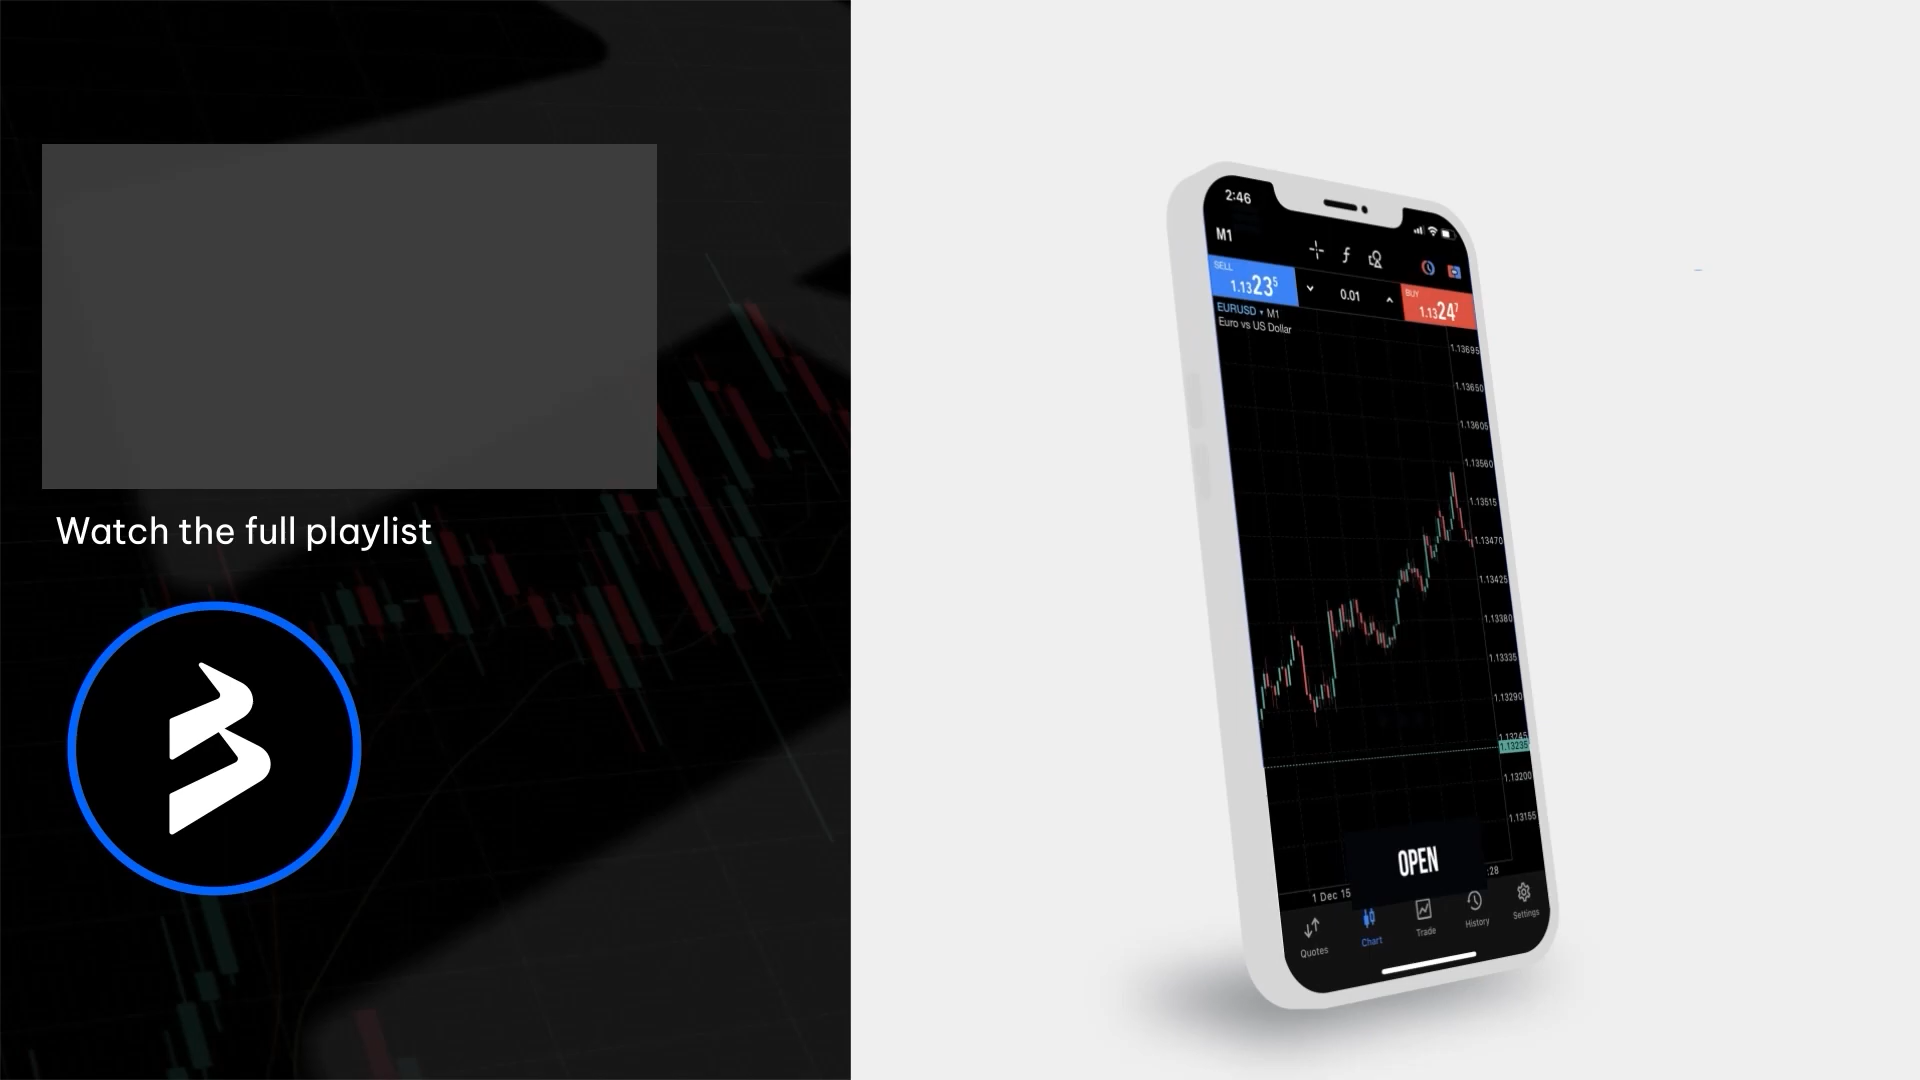 Watch the full playlist
2:46
M1
SELL
1.13235
0.01
BUY
1.13247
EURUSD ▾ M1
Euro vs US Dollar
1.13695
1.13650
1.13605
1.13560
1.13515
1.13470
1.13425
1.13380
1.13335
1.13290
1.13245
1.13235
1.13200
1.13155
OPEN
1 Dec 15
:28
Quotes
Chart
Trade
History
Settings